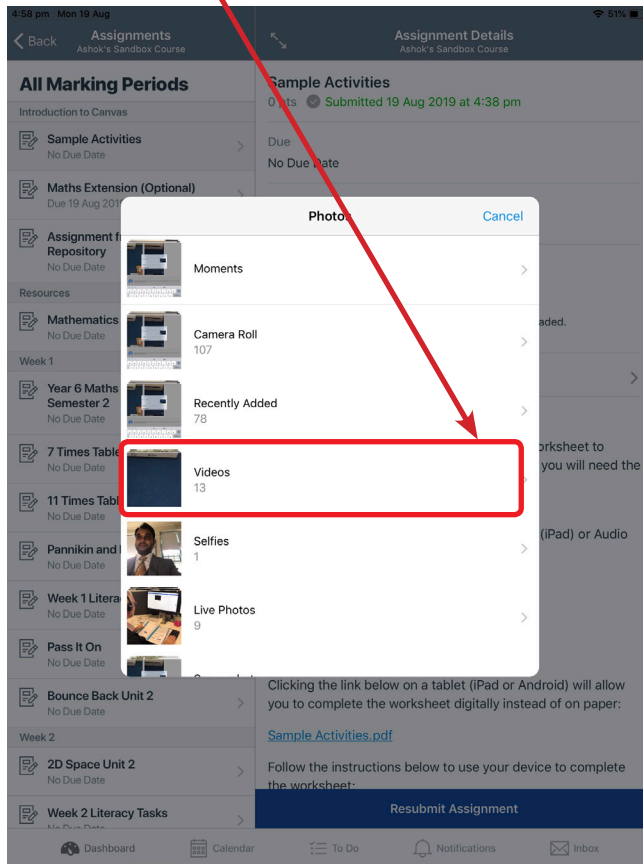 4:58 pm Mon 19 Aug
51%
Back
Assignments
Ashok's Sandbox Course
Assignment Details
Ashok's Sandbox Course
All Marking Periods
Introduction to Canvas
Sample Activities
No Due Date
Maths Extension (Optional)
Due 19 Aug 201
Assignment f
Repository
No Due Date
Resources
Mathematics
No Due Date
Week 1
Year 6 Maths
Semester 2
No Due Date
7 Times Table
No Due Date
11 Times Tabl
No Due Date
Pannikin and
No Due Date
Week 1 Litera
No Due Date
Pass It On
No Due Date
Bounce Back Unit 2
No Due Date
Week 2
2D Space Unit 2
No Due Date
Week 2 Literacy Tasks
No Due Date
Sample Activities
0 pts Submitted 19 Aug 2019 at 4:38 pm
Due
No Due Date
Photos
Cancel
Moments
Camera Roll
107
Recently Added
78
Videos
13
Selfies
1
Live Photos
9
aded.
orksheet to
you will need the
(iPad) or Audio
Clicking the link below on a tablet (iPad or Android) will allow
you to complete the worksheet digitally instead of on paper:
Sample Activities.pdf
Follow the instructions below to use your device to complete
the worksheet:
Resubmit Assignment
Dashboard
Calendar
To Do
Notifications
Inbox